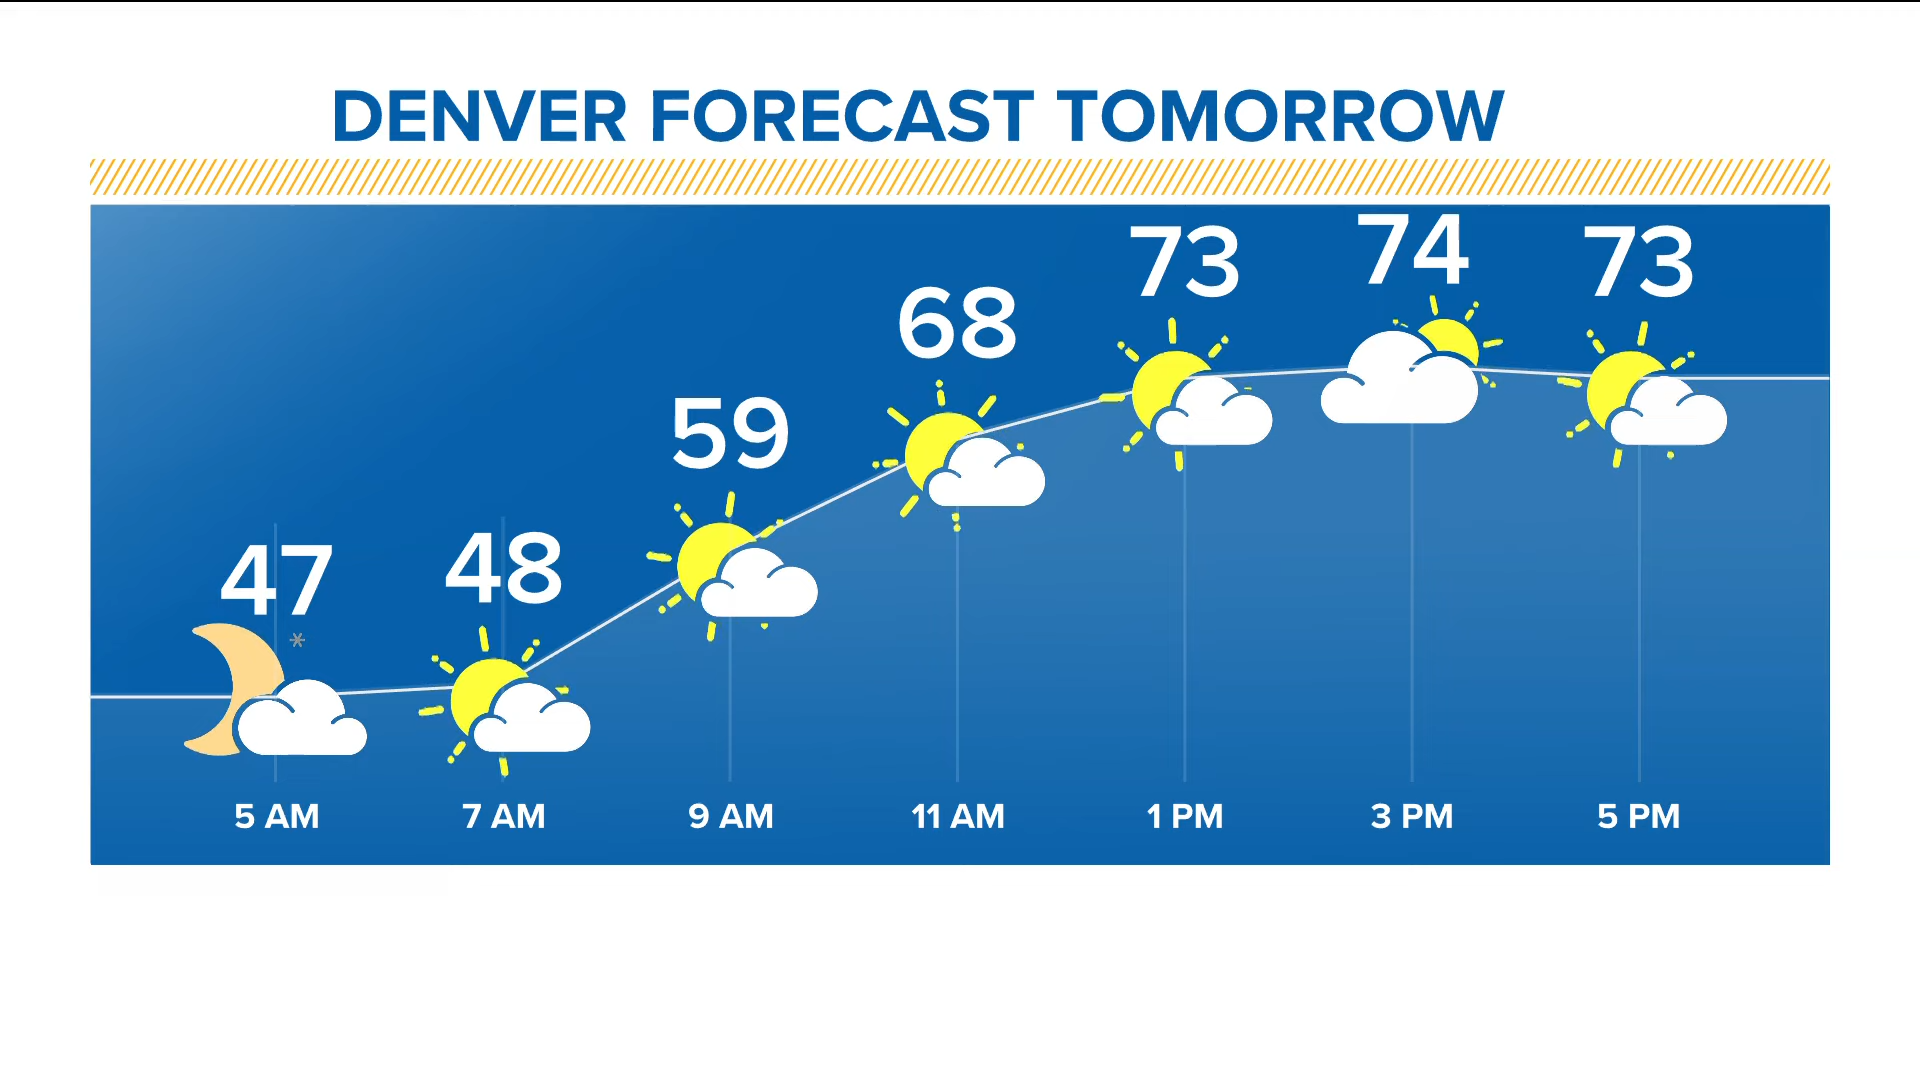 DENVER FORECAST TOMORROW
47 48 59 68 73 74 73
5 AM 7 AM 9 AM 11 AM 1 PM 3 PM 5 PM